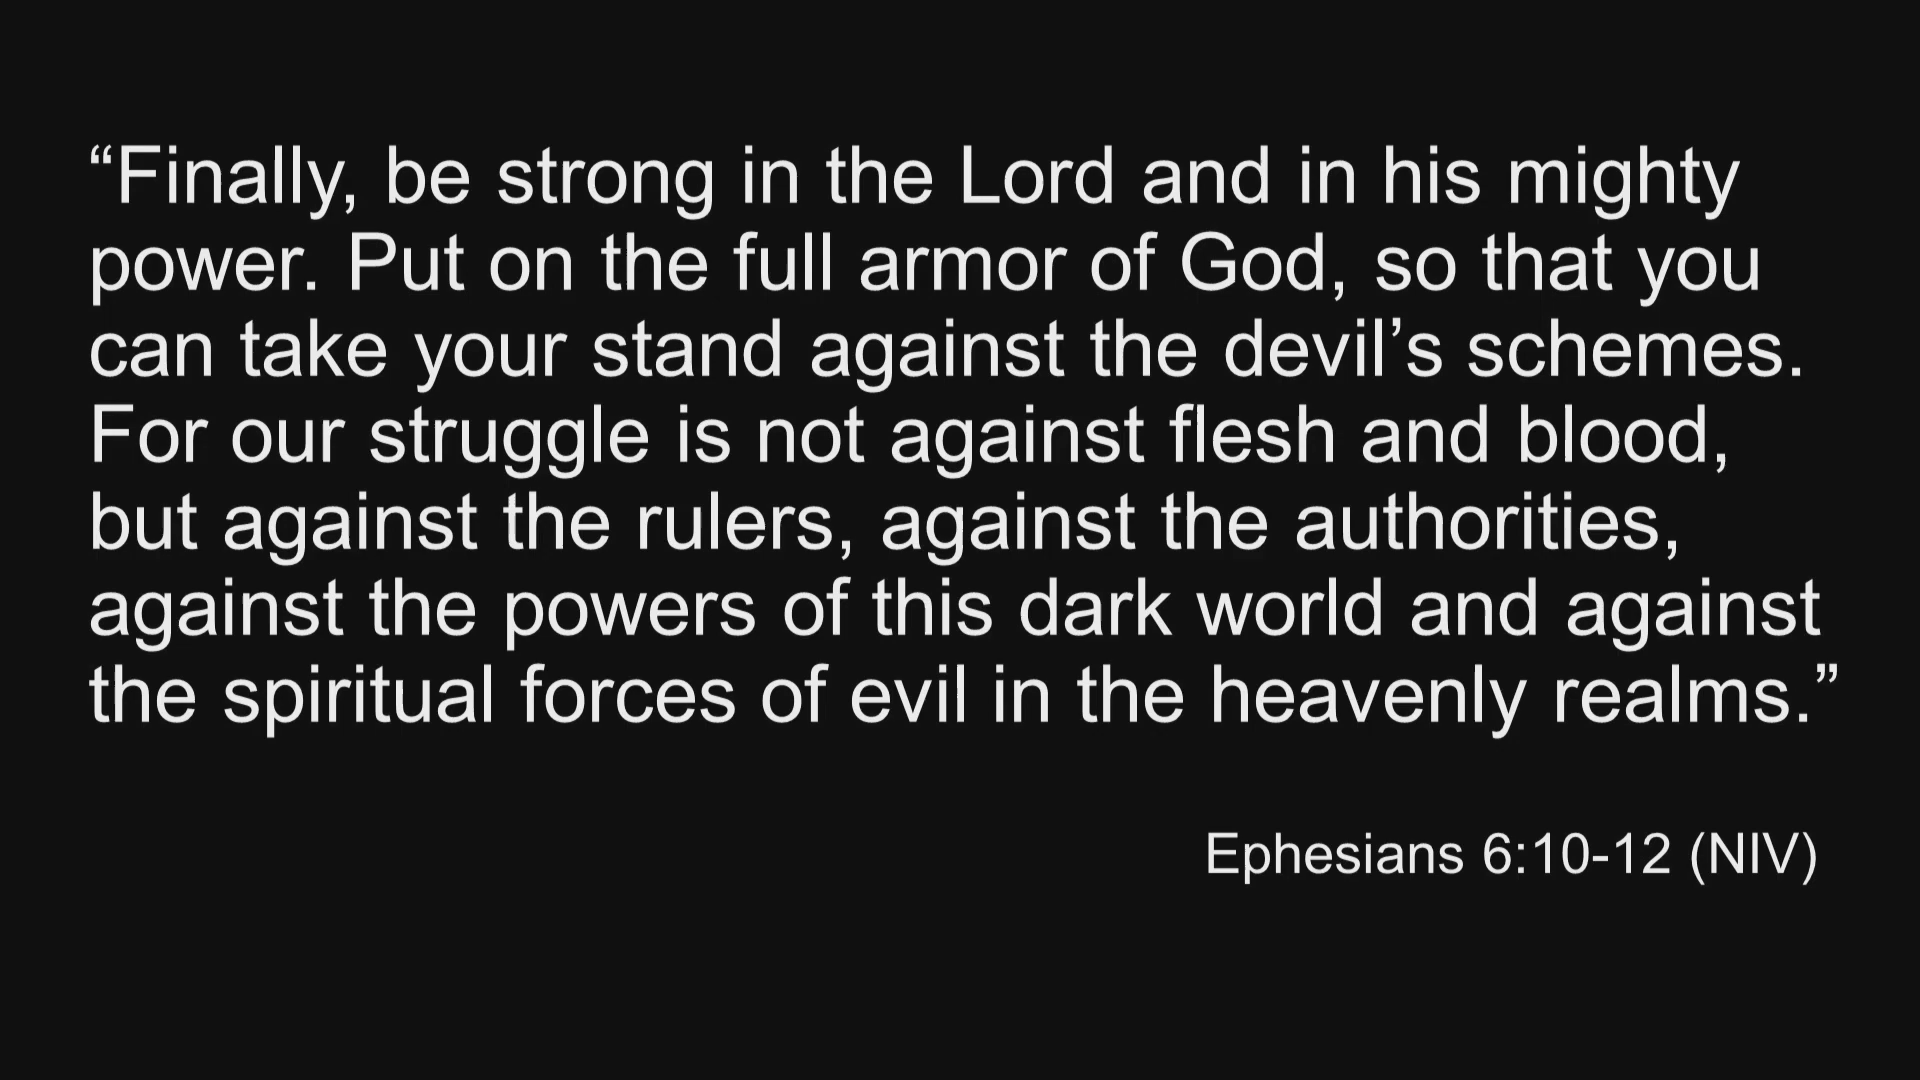 “Finally, be strong in the Lord and in his mighty
power. Put on the full armor of God, so that you
can take your stand against the devil’s schemes.
For our struggle is not against flesh and blood,
but against the rulers, against the authorities,
against the powers of this dark world and against
the spiritual forces of evil in the heavenly realms.”
Ephesians 6:10-12 (NIV)